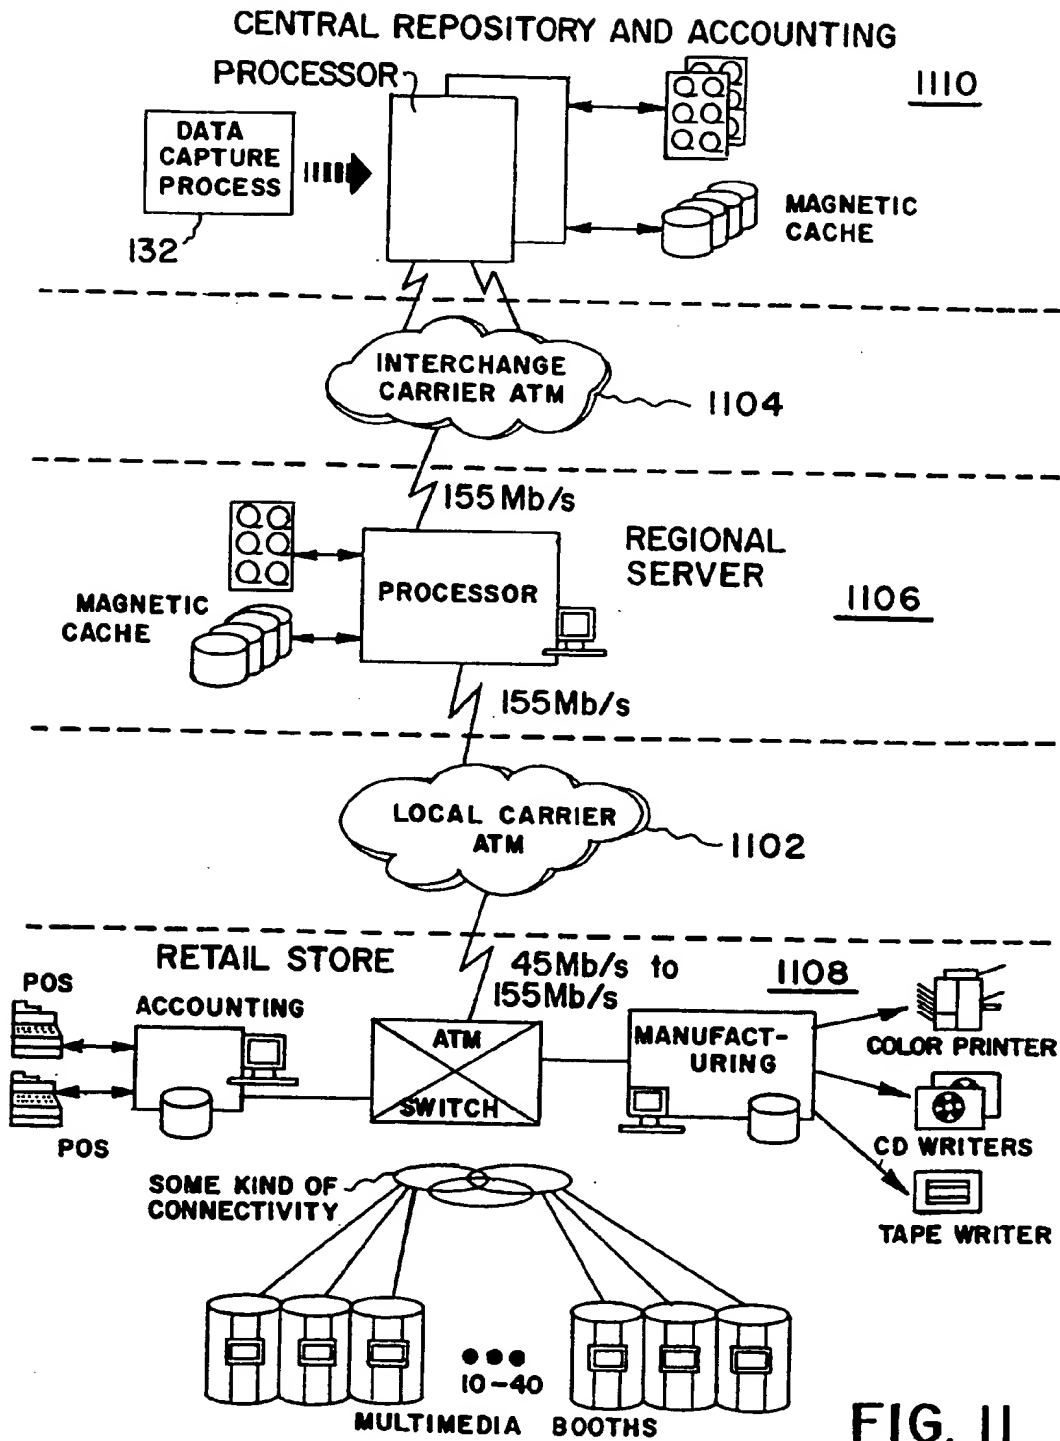 CENTRAL REPOSITORY AND ACCOUNTING
PROCESSOR
1110
DATA
CAPTURE
PROCESS
132
MAGNETIC
CACHE
INTERCHANGE
CARRIER ATM
1104
155Mb/s
REGIONAL
SERVER
1106
PROCESSOR
MAGNETIC
CACHE
155Mb/s
LOCAL CARRIER
ATM
1102
RETAIL STORE
45Mb/s to
155Mb/s
1108
POS
ACCOUNTING
ATM
SWITCH
MANUFACT-
URING
COLOR PRINTER
POS
CD WRITERS
SOME KIND OF
CONNECTIVITY
TAPE WRITER
10-40
MULTIMEDIA BOOTHS
FIG. 11